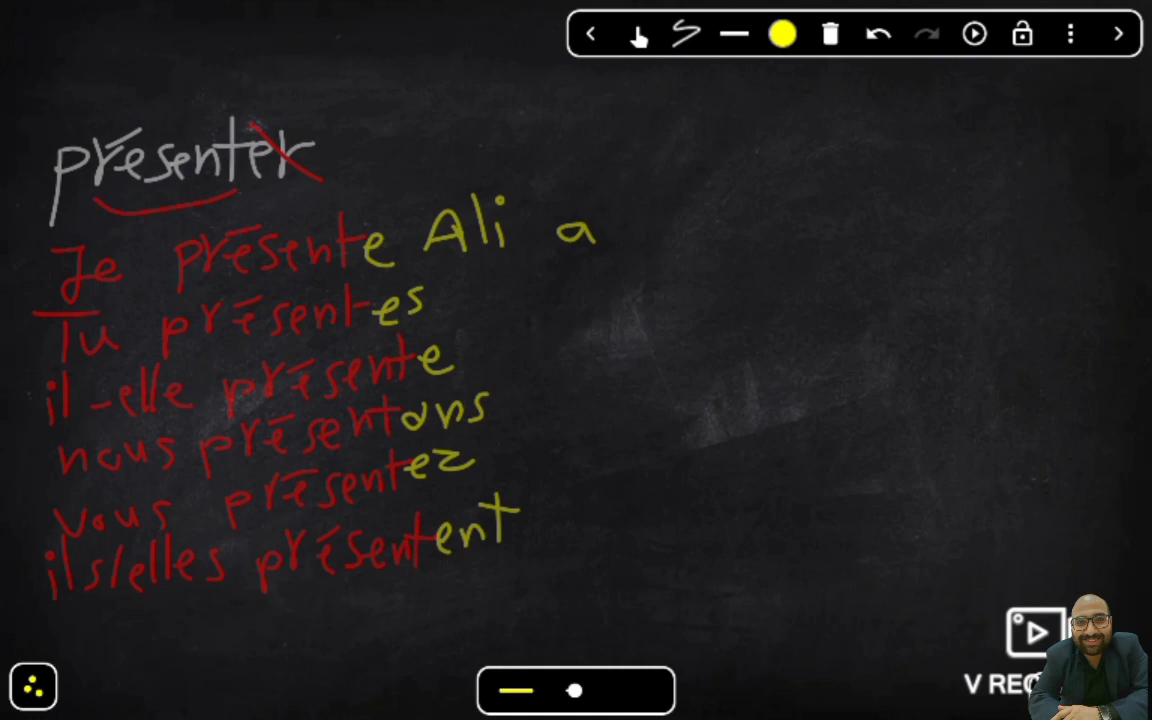 présenter
Je présente Ali a
Tu présentes
il-elle présente
nous présentons
vous présentez
ils/elles présentent
V REC